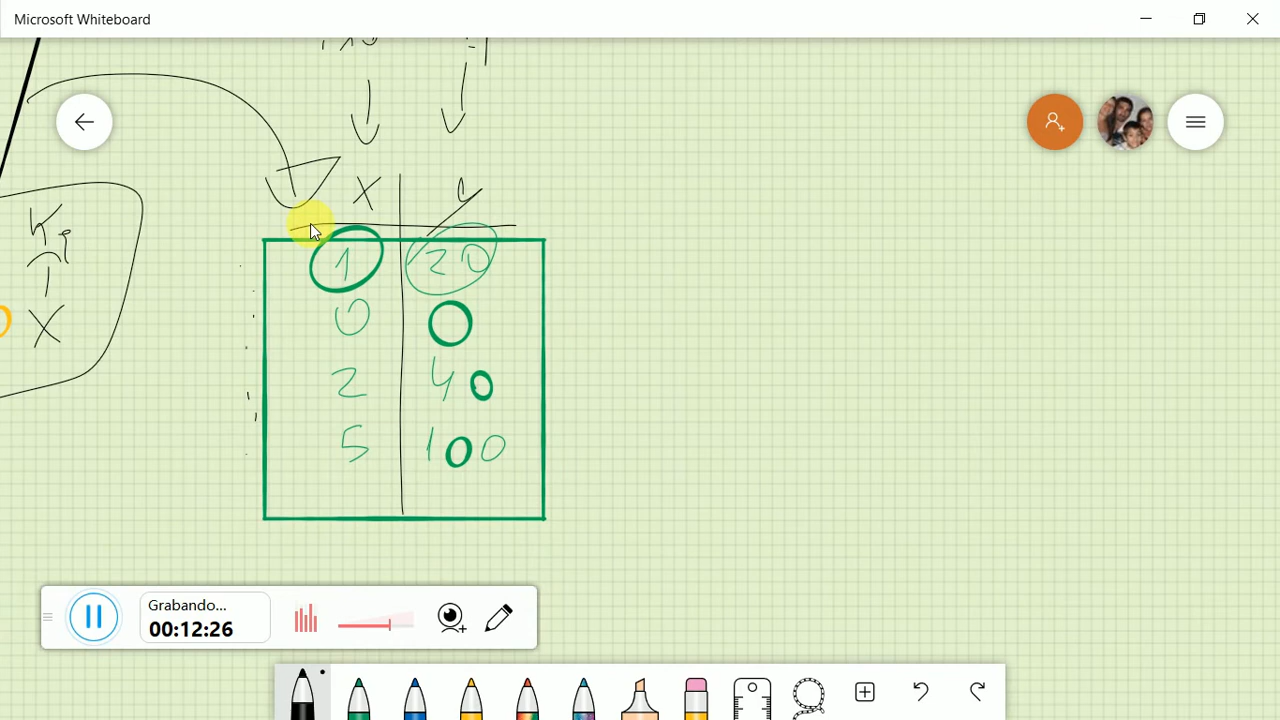 Microsoft Whiteboard
X Y
1 20
0 0
2 40
5 100
X
Grabando...
00:12:26